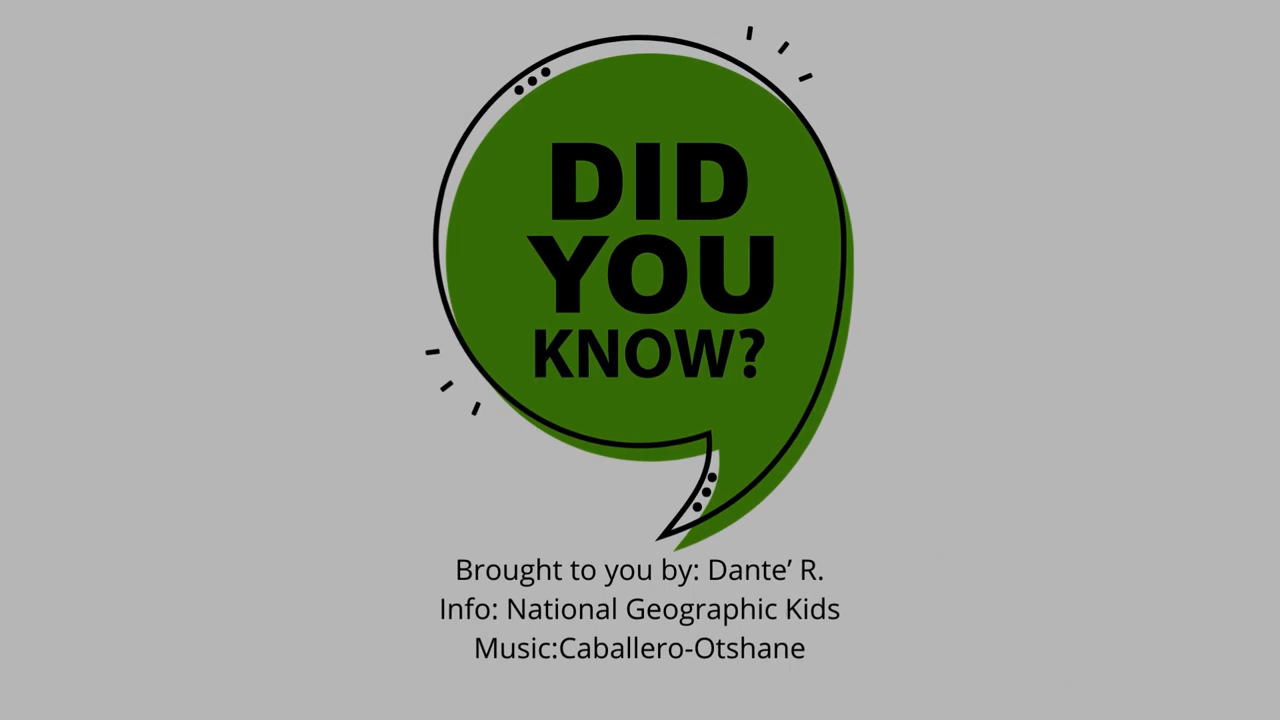 DID
YOU
KNOW?
Brought to you by: Dante’ R.
Info: National Geographic Kids
Music:Caballero-Otshane